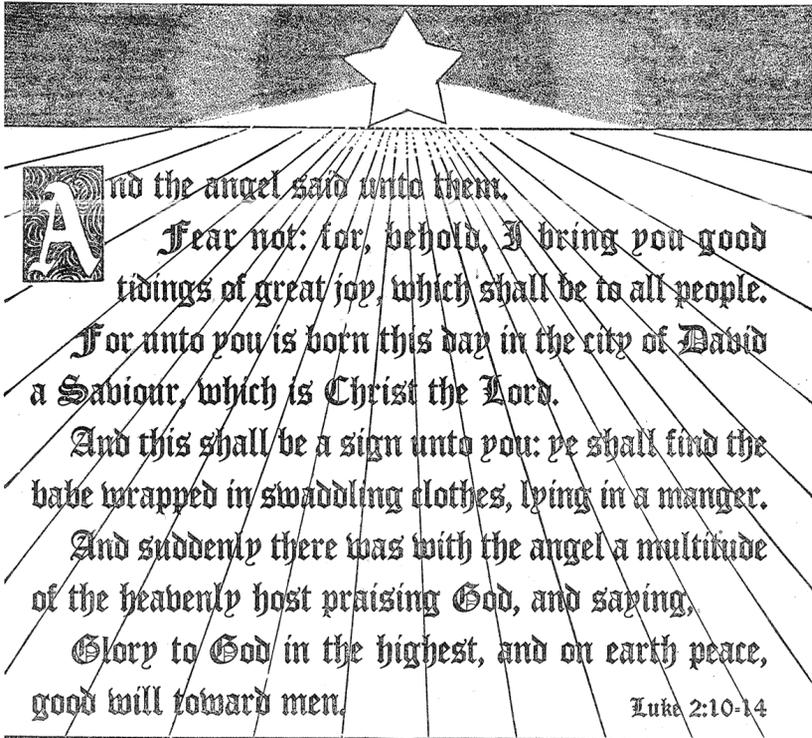 And the angel said unto them.
Fear not: for, behold, I bring you good
tidings of great joy, which shall be to all people.
For unto you is born this day in the city of David
a Saviour, which is Christ the Lord.
And this shall be a sign unto you: ye shall find the
babe wrapped in swaddling clothes, lying in a manger.
And suddenly there was with the angel a multitude
of the heavenly host praising God, and saying,
Glory to God in the highest, and on earth peace,
good will toward men.
Luke 2:10-14